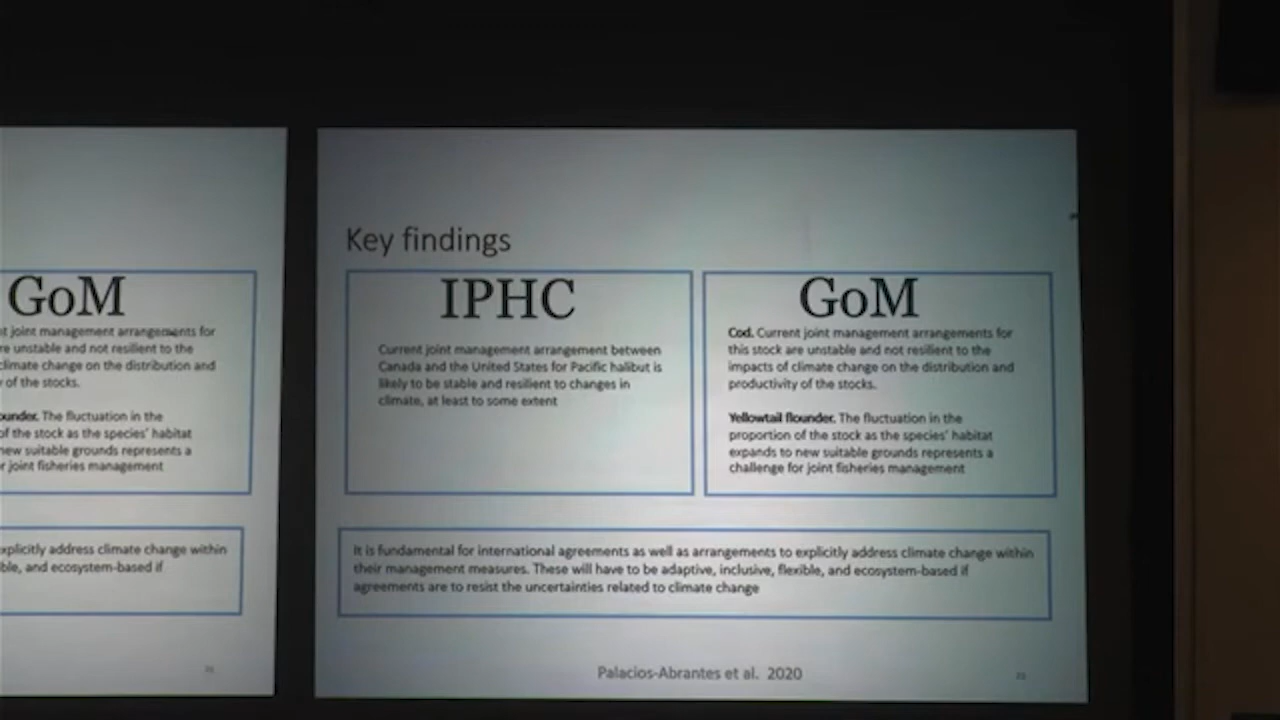 GoM
t joint management arrangements for
re unstable and not resilient to the
climate change on the distribution and
of the stocks.
ounder. The fluctuation in the
of the stock as the species' habitat
new suitable grounds represents a
r joint fisheries management
xplicitly address climate change within
ble, and ecosystem-based if
Key findings
IPHC
Current joint management arrangement between
Canada and the United States for Pacific halibut is
likely to be stable and resilient to changes in
climate, at least to some extent
GoM
Cod. Current joint management arrangements for
this stock are unstable and not resilient to the
impacts of climate change on the distribution and
productivity of the stocks.
Yellowtail flounder. The fluctuation in the
proportion of the stock as the species' habitat
expands to new suitable grounds represents a
challenge for joint fisheries management
It is fundamental for international agreements as well as arrangements to explicitly address climate change within
their management measures. These will have to be adaptive, inclusive, flexible, and ecosystem-based if
agreements are to resist the uncertainties related to climate change
Palacios-Abrantes et al. 2020